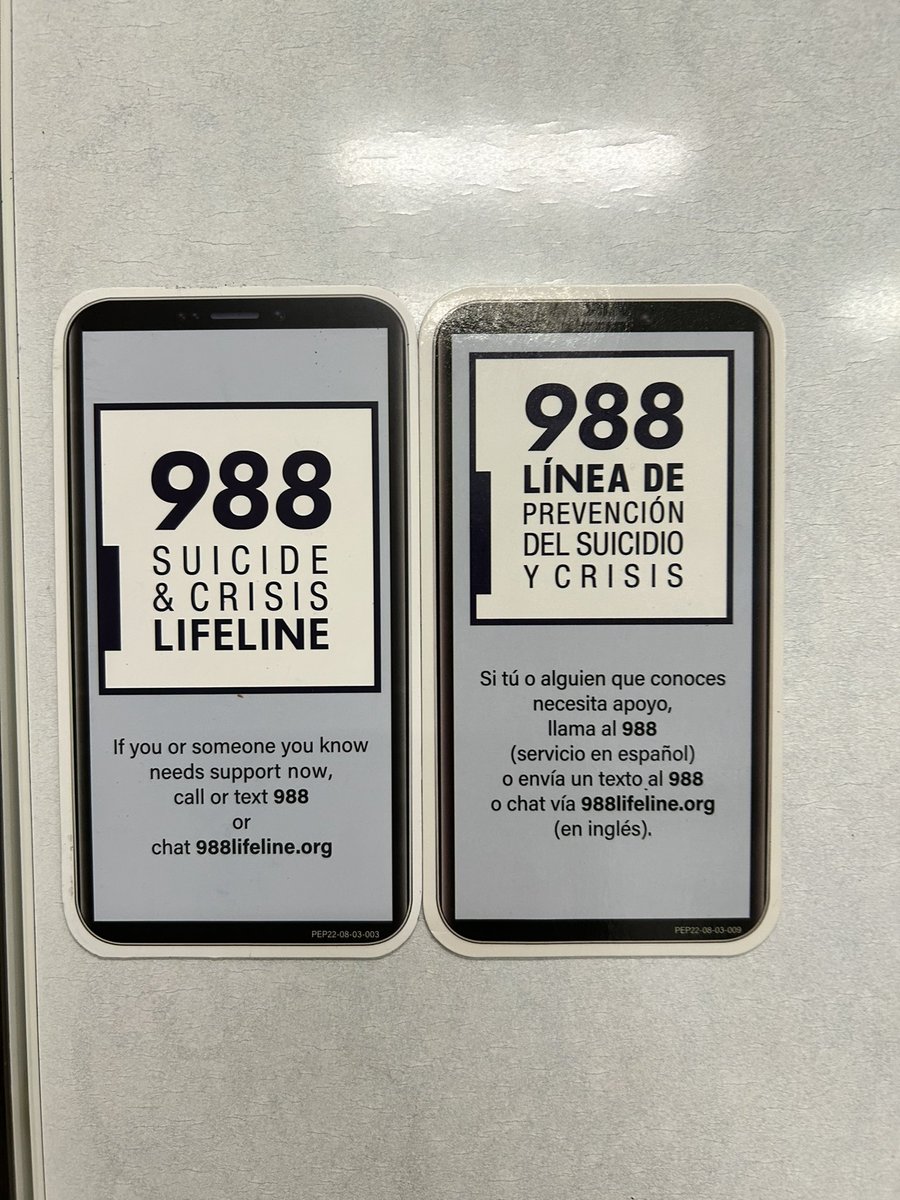 988
SUICIDE
& CRISIS
LIFELINE
If you or someone you know
needs support now,
call or text 988
or
chat 988lifeline.org
PEP22-08-03-003
988
LÍNEA DE
PREVENCIÓN
DEL SUICIDIO
Y CRISIS
Si tú o alguien que conoces
necesita apoyo,
llama al 988
(servicio en español)
o envía un texto al 988
o chat vía 988lifeline.org
(en inglés).
PEP22-08-03-009